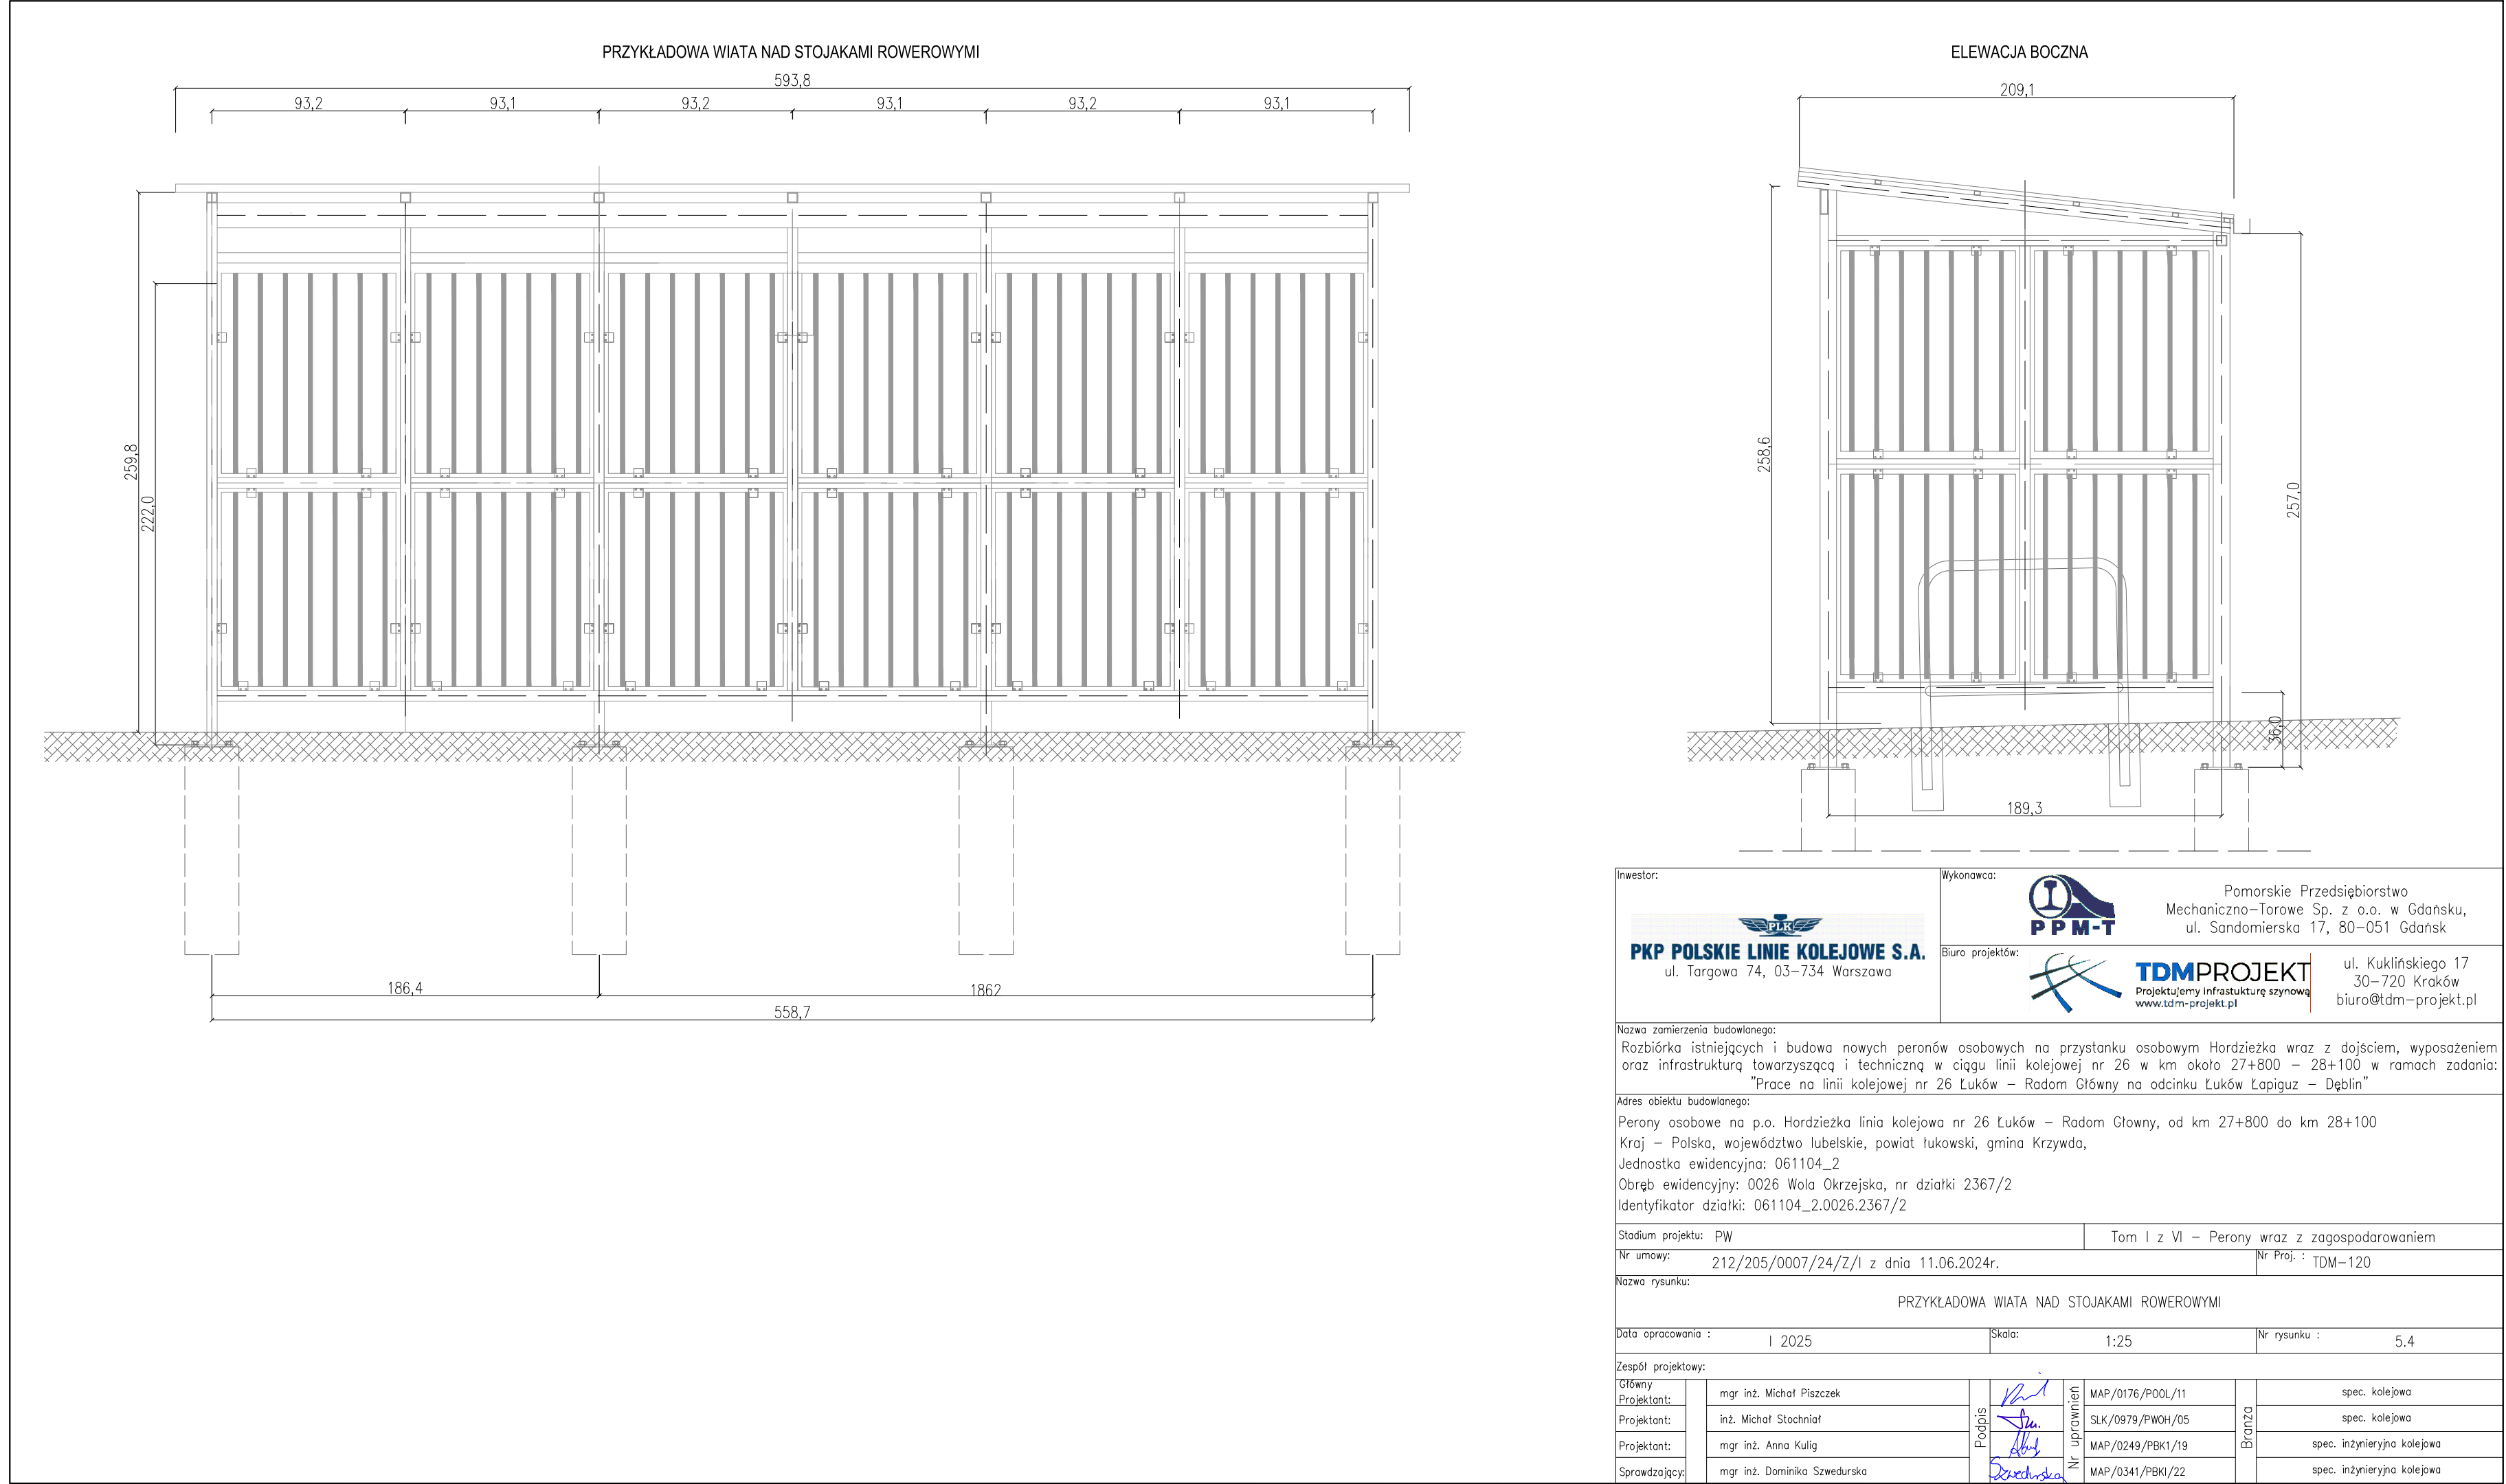 PRZYKŁADOWA WIATA NAD STOJAKAMI ROWEROWYMI
593,8
93,2 93,1 93,2 93,1 93,2 93,1
259,8
222,0
186,4 1862
558,7
ELEWACJA BOCZNA
209,1
258,6
257,0
36,0
189,3
Inwestor:
PLK
PKP POLSKIE LINIE KOLEJOWE S.A.
ul. Targowa 74, 03-734 Warszawa
Wykonawca:
PPM-T
Pomorskie Przedsiębiorstwo
Mechaniczno-Torowe Sp. z o.o. w Gdańsku,
ul. Sandomierska 17, 80-051 Gdańsk
Biuro projektów:
TDMPROJEKT
Projektujemy infrastukturę szynową
www.tdm-projekt.pl
ul. Kuklińskiego 17
30-720 Kraków
biuro@tdm-projekt.pl
Nazwa zamierzenia budowlanego:
Rozbiórka istniejących i budowa nowych peronów osobowych na przystanku osobowym Hordzieżka wraz z dojściem, wyposażeniem
oraz infrastrukturą towarzyszącą i techniczną w ciągu linii kolejowej nr 26 w km około 27+800 - 28+100 w ramach zadania:
"Prace na linii kolejowej nr 26 Łuków - Radom Główny na odcinku Łuków Łapiguz - Dęblin"
Adres obiektu budowlanego:
Perony osobowe na p.o. Hordzieżka linia kolejowa nr 26 Łuków - Radom Głowny, od km 27+800 do km 28+100
Kraj - Polska, województwo lubelskie, powiat łukowski, gmina Krzywda,
Jednostka ewidencyjna: 061104_2
Obręb ewidencyjny: 0026 Wola Okrzejska, nr działki 2367/2
Identyfikator działki: 061104_2.0026.2367/2
Stadium projektu: PW
Tom I z VI - Perony wraz z zagospodarowaniem
Nr umowy: 212/205/0007/24/Z/I z dnia 11.06.2024r.
Nr Proj. : TDM-120
Nazwa rysunku:
PRZYKŁADOWA WIATA NAD STOJAKAMI ROWEROWYMI
Data opracowania : I 2025
Skala: 1:25
Nr rysunku : 5.4
Zespół projektowy:
Podpis
Nr uprawnień
Branża
Główny
Projektant: mgr inż. Michał Piszczek MAP/0176/POOL/11 spec. kolejowa
Projektant: inż. Michał Stochniał SLK/0979/PWOH/05 spec. kolejowa
Projektant: mgr inż. Anna Kulig MAP/0249/PBK1/19 spec. inżynieryjna kolejowa
Sprawdzający: mgr inż. Dominika Szwedurska Szwedurska MAP/0341/PBKI/22 spec. inżynieryjna kolejowa